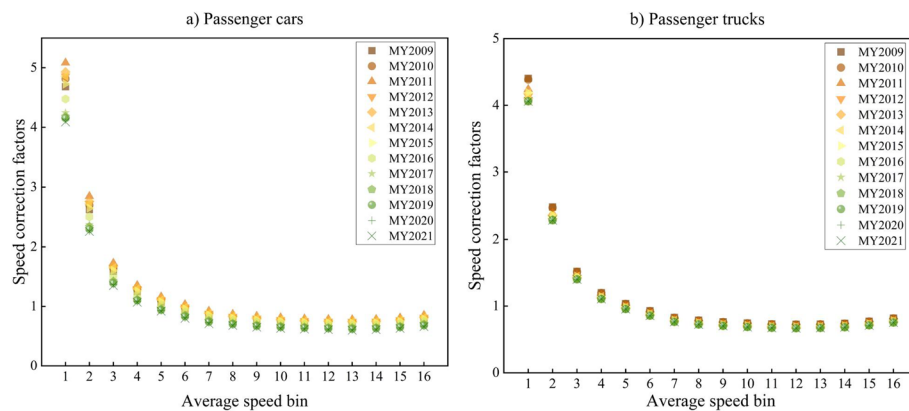 a) Passenger cars
Speed correction factors
5
4
3
2
1
0
MY2009
MY2010
MY2011
MY2012
MY2013
MY2014
MY2015
MY2016
MY2017
MY2018
MY2019
MY2020
MY2021
1 2 3 4 5 6 7 8 9 10 11 12 13 14 15 16
Average speed bin
b) Passenger trucks
Speed correction factors
5
4
3
2
1
0
MY2009
MY2010
MY2011
MY2012
MY2013
MY2014
MY2015
MY2016
MY2017
MY2018
MY2019
MY2020
MY2021
1 2 3 4 5 6 7 8 9 10 11 12 13 14 15 16
Average speed bin